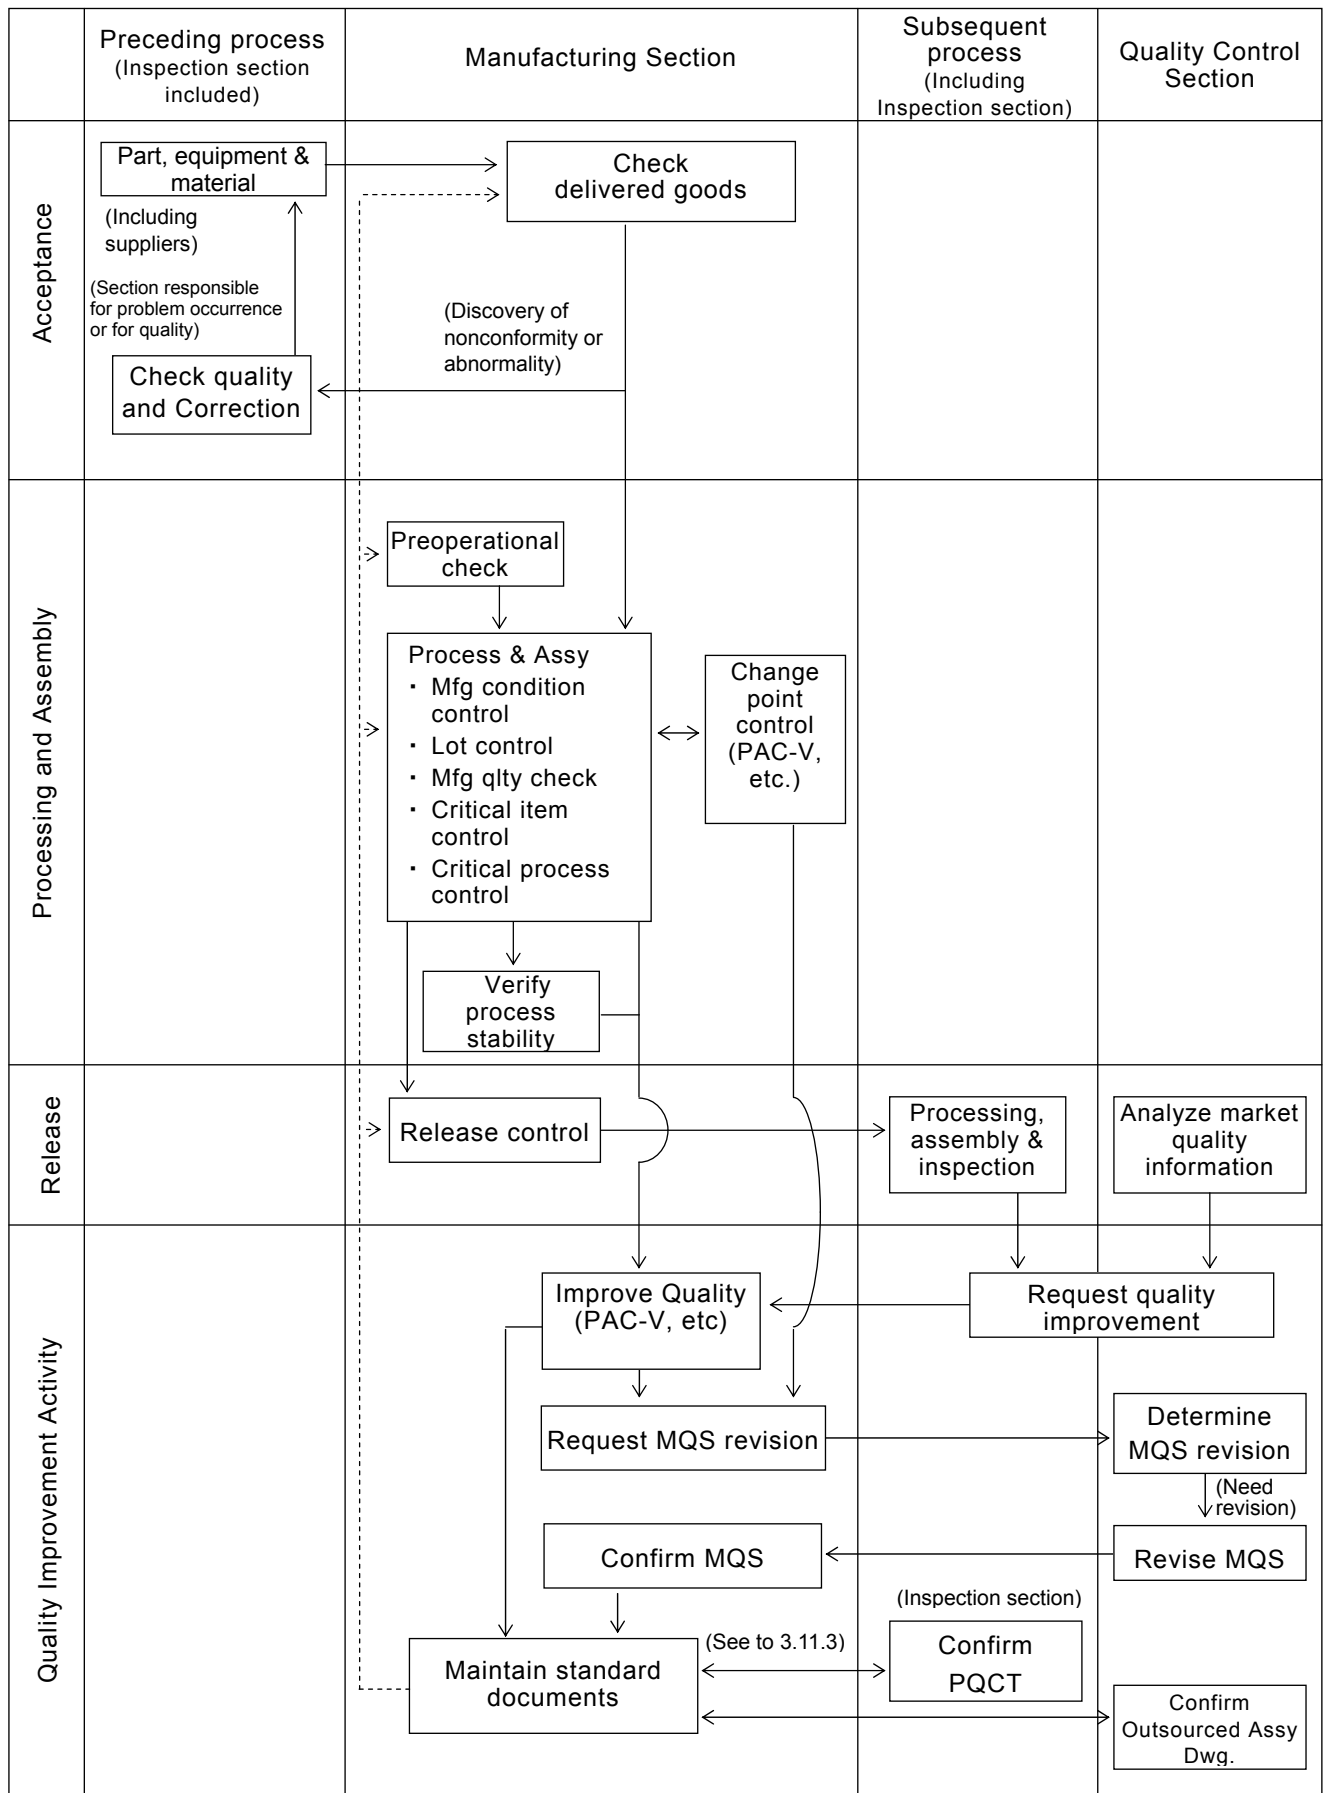 Preceding process
(Inspection section
included)
Manufacturing Section
Subsequent
process
(Including
Inspection section)
Quality Control
Section
Acceptance
Part, equipment &
material
(Including
suppliers)
(Section responsible
for problem occurrence
or for quality)
Check quality
and Correction
Check
delivered goods
(Discovery of
nonconformity or
abnormality)
Processing and Assembly
Preoperational
check
Process & Assy
・ Mfg condition
control
・ Lot control
・ Mfg qlty check
・ Critical item
control
・ Critical process
control
Change
point
control
(PAC-V,
etc.)
Verify
process
stability
Release
Release control
Processing,
assembly &
inspection
Analyze market
quality
information
Quality Improvement Activity
Improve Quality
(PAC-V, etc)
Request quality
improvement
Request MQS revision
Determine
MQS revision
(Need
revision)
Confirm MQS
Revise MQS
(Inspection section)
(See to 3.11.3)
Maintain standard
documents
Confirm
PQCT
Confirm
Outsourced Assy
Dwg.